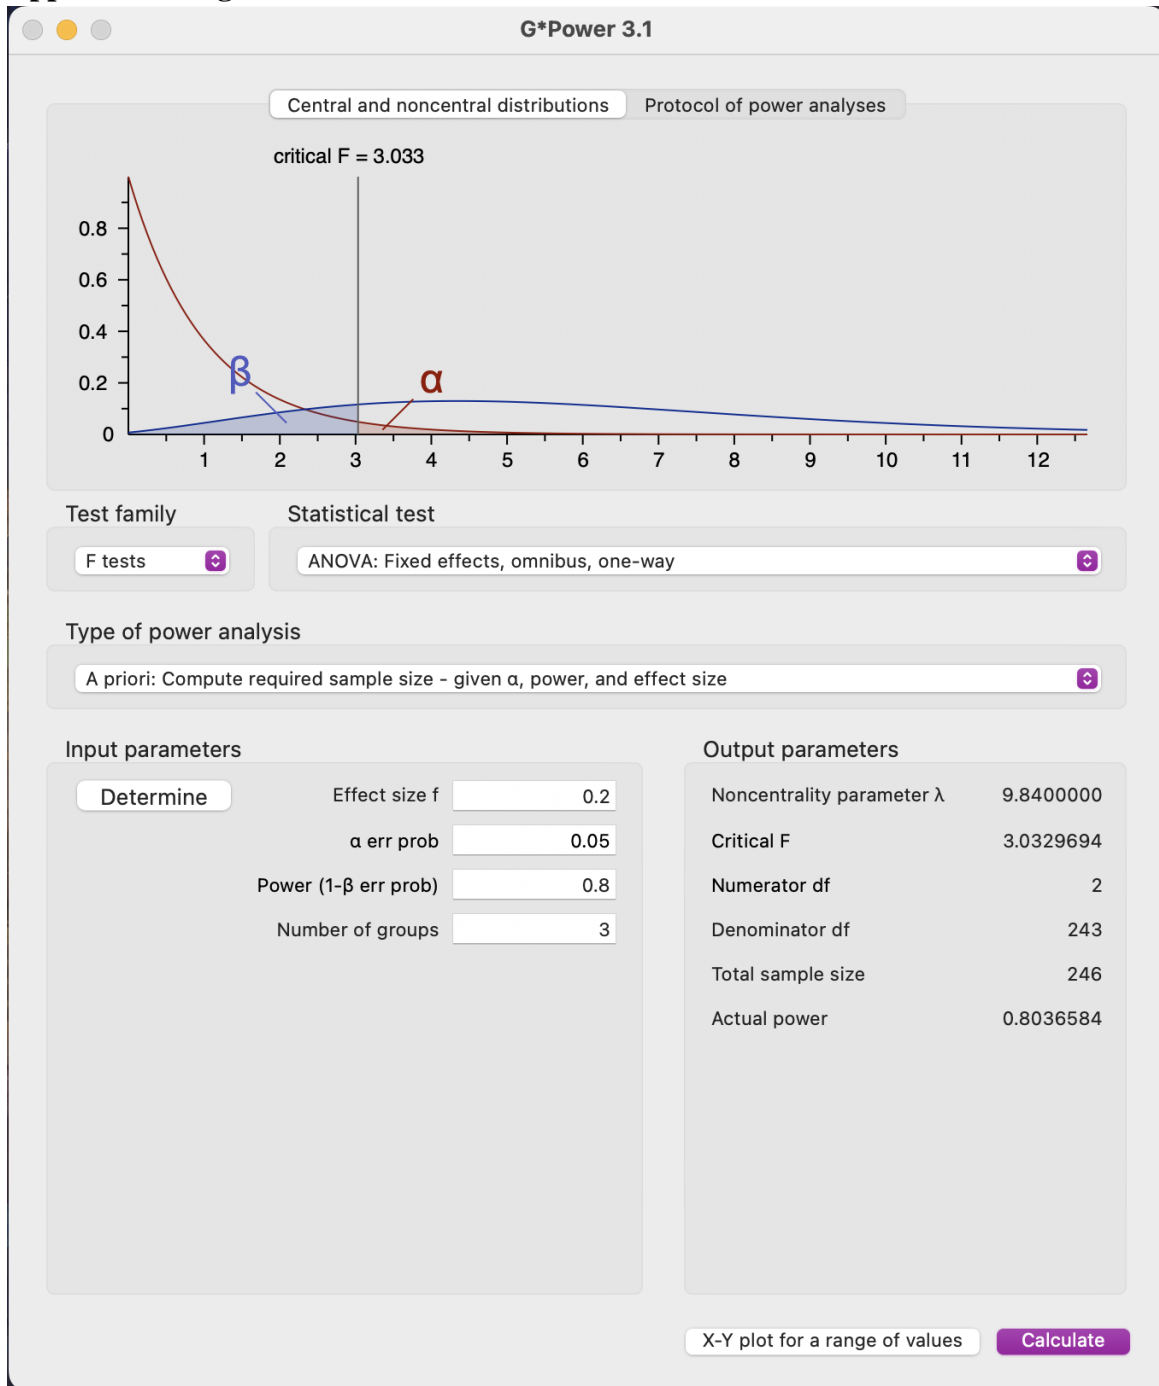 G*Power 3.1
Central and noncentral distributions Protocol of power analyses
critical F = 3.033
0.8
0.6
0.4
0.2
0
β
α
1 2 3 4 5 6 7 8 9 10 11 12
Test family Statistical test
F tests ANOVA: Fixed effects, omnibus, one-way
Type of power analysis
A priori: Compute required sample size - given α, power, and effect size
Input parameters Output parameters
Determine Effect size f 0.2 Noncentrality parameter λ 9.8400000
α err prob 0.05 Critical F 3.0329694
Power (1-β err prob) 0.8 Numerator df 2
Number of groups 3 Denominator df 243
Total sample size 246
Actual power 0.8036584
X-Y plot for a range of values Calculate